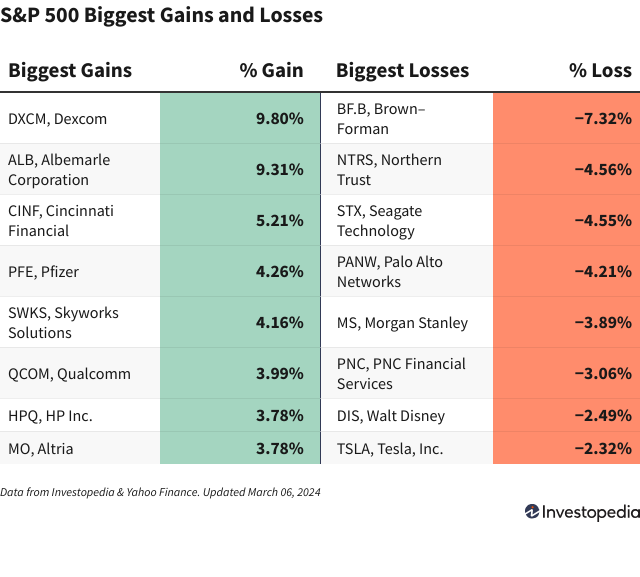 S&P 500 Biggest Gains and Losses
Biggest Gains % Gain Biggest Losses % Loss
DXCM, Dexcom 9.80% BF.B, Brown–
Forman −7.32%
ALB, Albemarle
Corporation 9.31% NTRS, Northern
Trust −4.56%
CINF, Cincinnati
Financial 5.21% STX, Seagate
Technology −4.55%
PFE, Pfizer 4.26% PANW, Palo Alto
Networks −4.21%
SWKS, Skyworks
Solutions 4.16% MS, Morgan Stanley −3.89%
QCOM, Qualcomm 3.99% PNC, PNC Financial
Services −3.06%
HPQ, HP Inc. 3.78% DIS, Walt Disney −2.49%
MO, Altria 3.78% TSLA, Tesla, Inc. −2.32%
Data from Investopedia & Yahoo Finance. Updated March 06, 2024
Investopedia